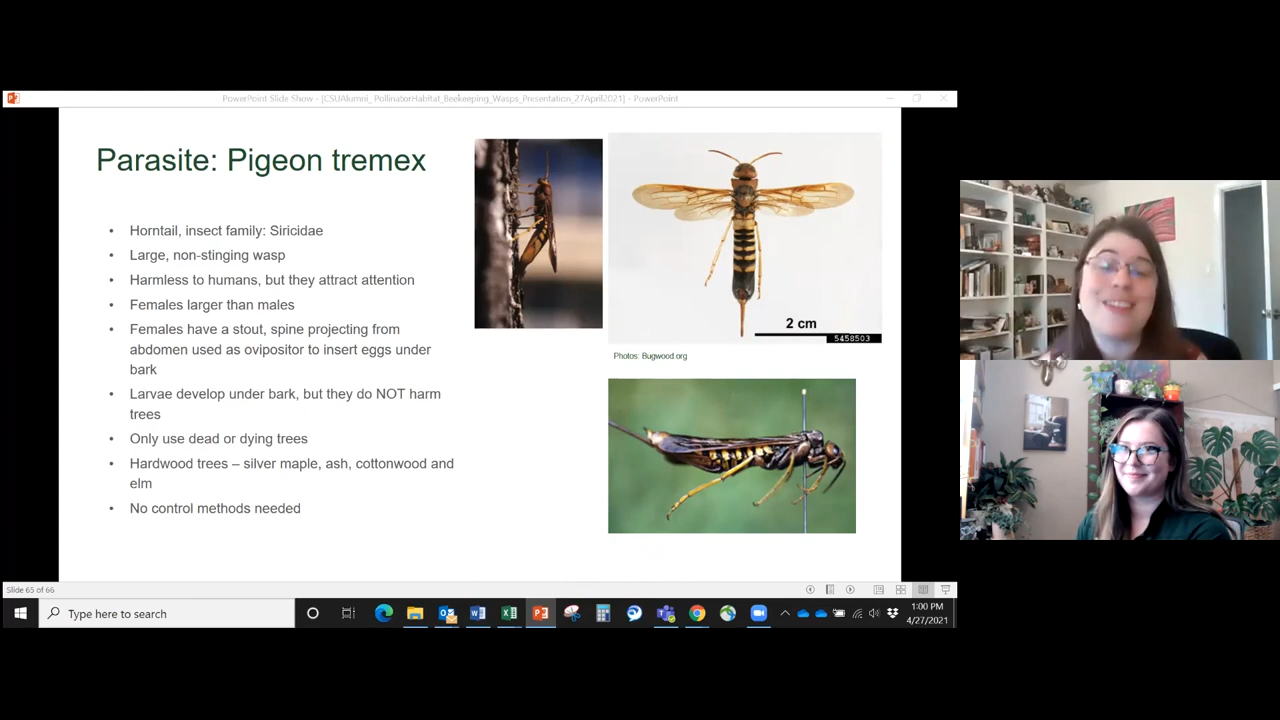 PowerPoint Slide Show - [CSUAlumni_ PollinatorHabitat_Beekeeping_Wasps_Presentation_27April2021] - PowerPoint
Parasite: Pigeon tremex
• Horntail, insect family: Siricidae
• Large, non-stinging wasp
• Harmless to humans, but they attract attention
• Females larger than males
• Females have a stout, spine projecting from
abdomen used as ovipositor to insert eggs under
bark
• Larvae develop under bark, but they do NOT harm
trees
• Only use dead or dying trees
• Hardwood trees – silver maple, ash, cottonwood and
elm
• No control methods needed
2 cm
5458503
Photos: Bugwood.org
Slide 65 of 66
Type here to search
1:00 PM
4/27/2021